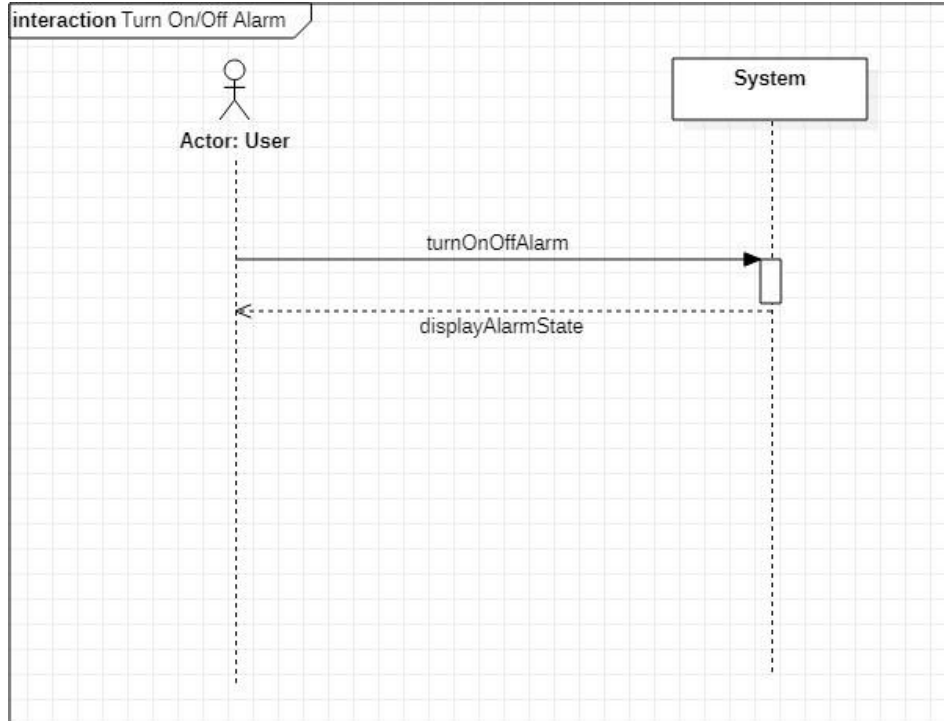 interaction Turn On/Off Alarm
System
Actor: User
turnOnOffAlarm
displayAlarmState